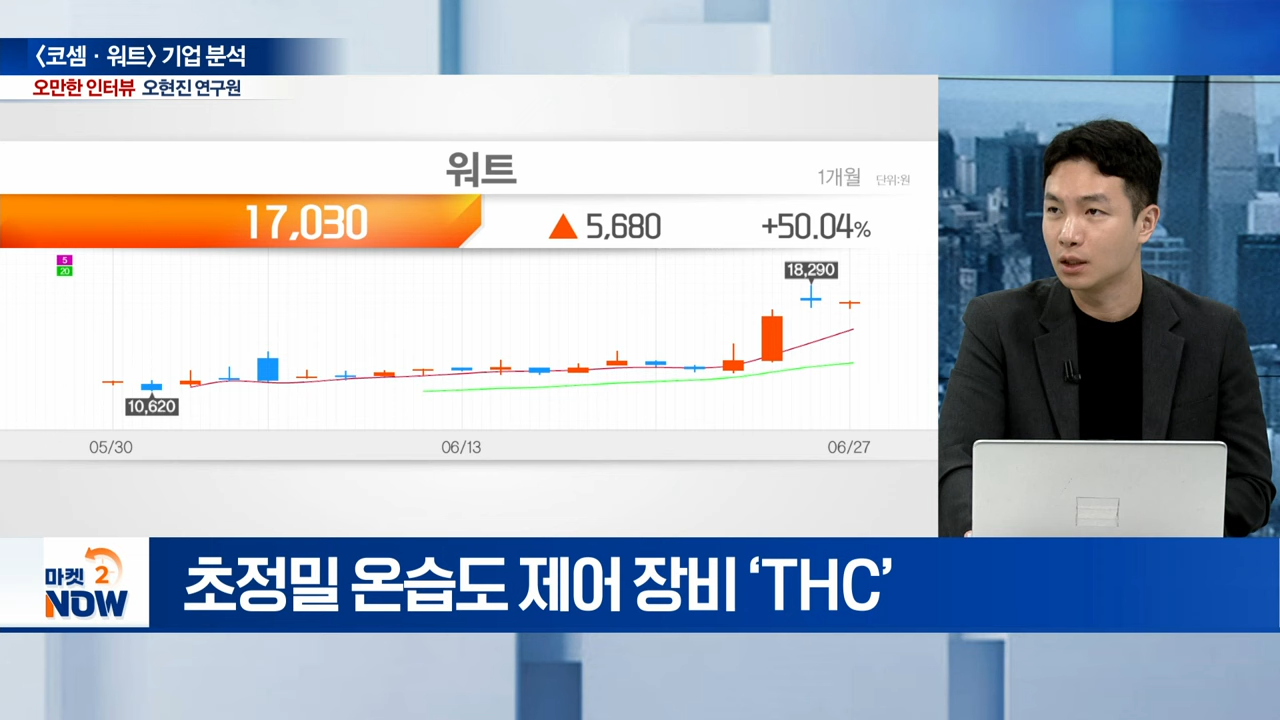 〈코셈 · 워트〉 기업 분석
오만한 인터뷰 오현진 연구원
워트
1개월 단위:원
17,030 ▲ 5,680 +50.04%
5
20
18,290
10,620
05/30 06/13 06/27
마켓 2
NOW
초정밀 온습도 제어 장비 ‘THC’